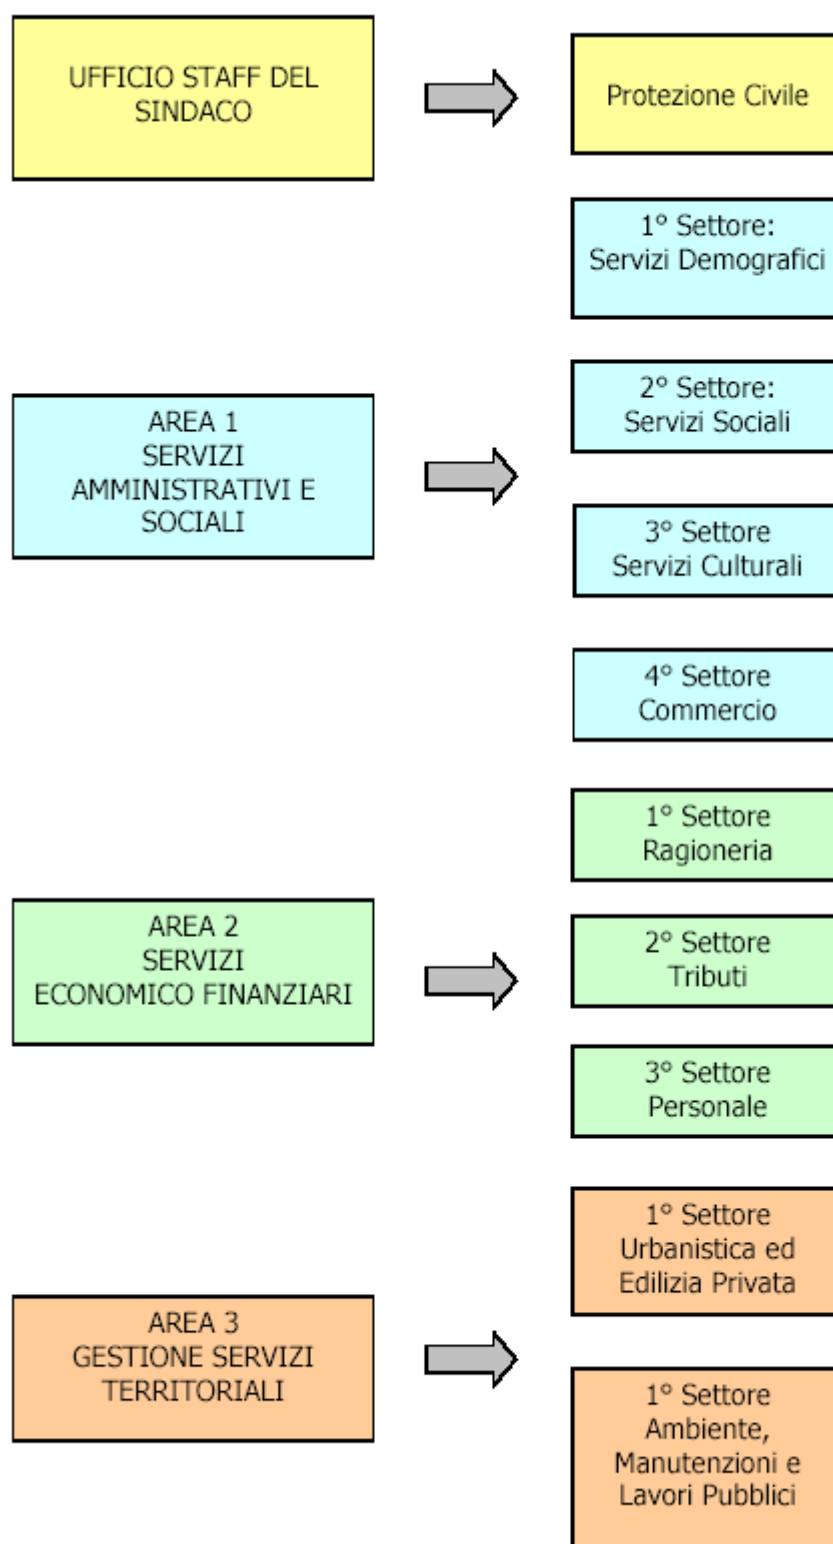 UFFICIO STAFF DEL
SINDACO
Protezione Civile
1° Settore:
Servizi Demografici
AREA 1
SERVIZI
AMMINISTRATIVI E
SOCIALI
2° Settore:
Servizi Sociali
3° Settore
Servizi Culturali
4° Settore
Commercio
AREA 2
SERVIZI
ECONOMICO FINANZIARI
1° Settore
Ragioneria
2° Settore
Tributi
3° Settore
Personale
AREA 3
GESTIONE SERVIZI
TERRITORIALI
1° Settore
Urbanistica ed
Edilizia Privata
1° Settore
Ambiente,
Manutenzioni e
Lavori Pubblici